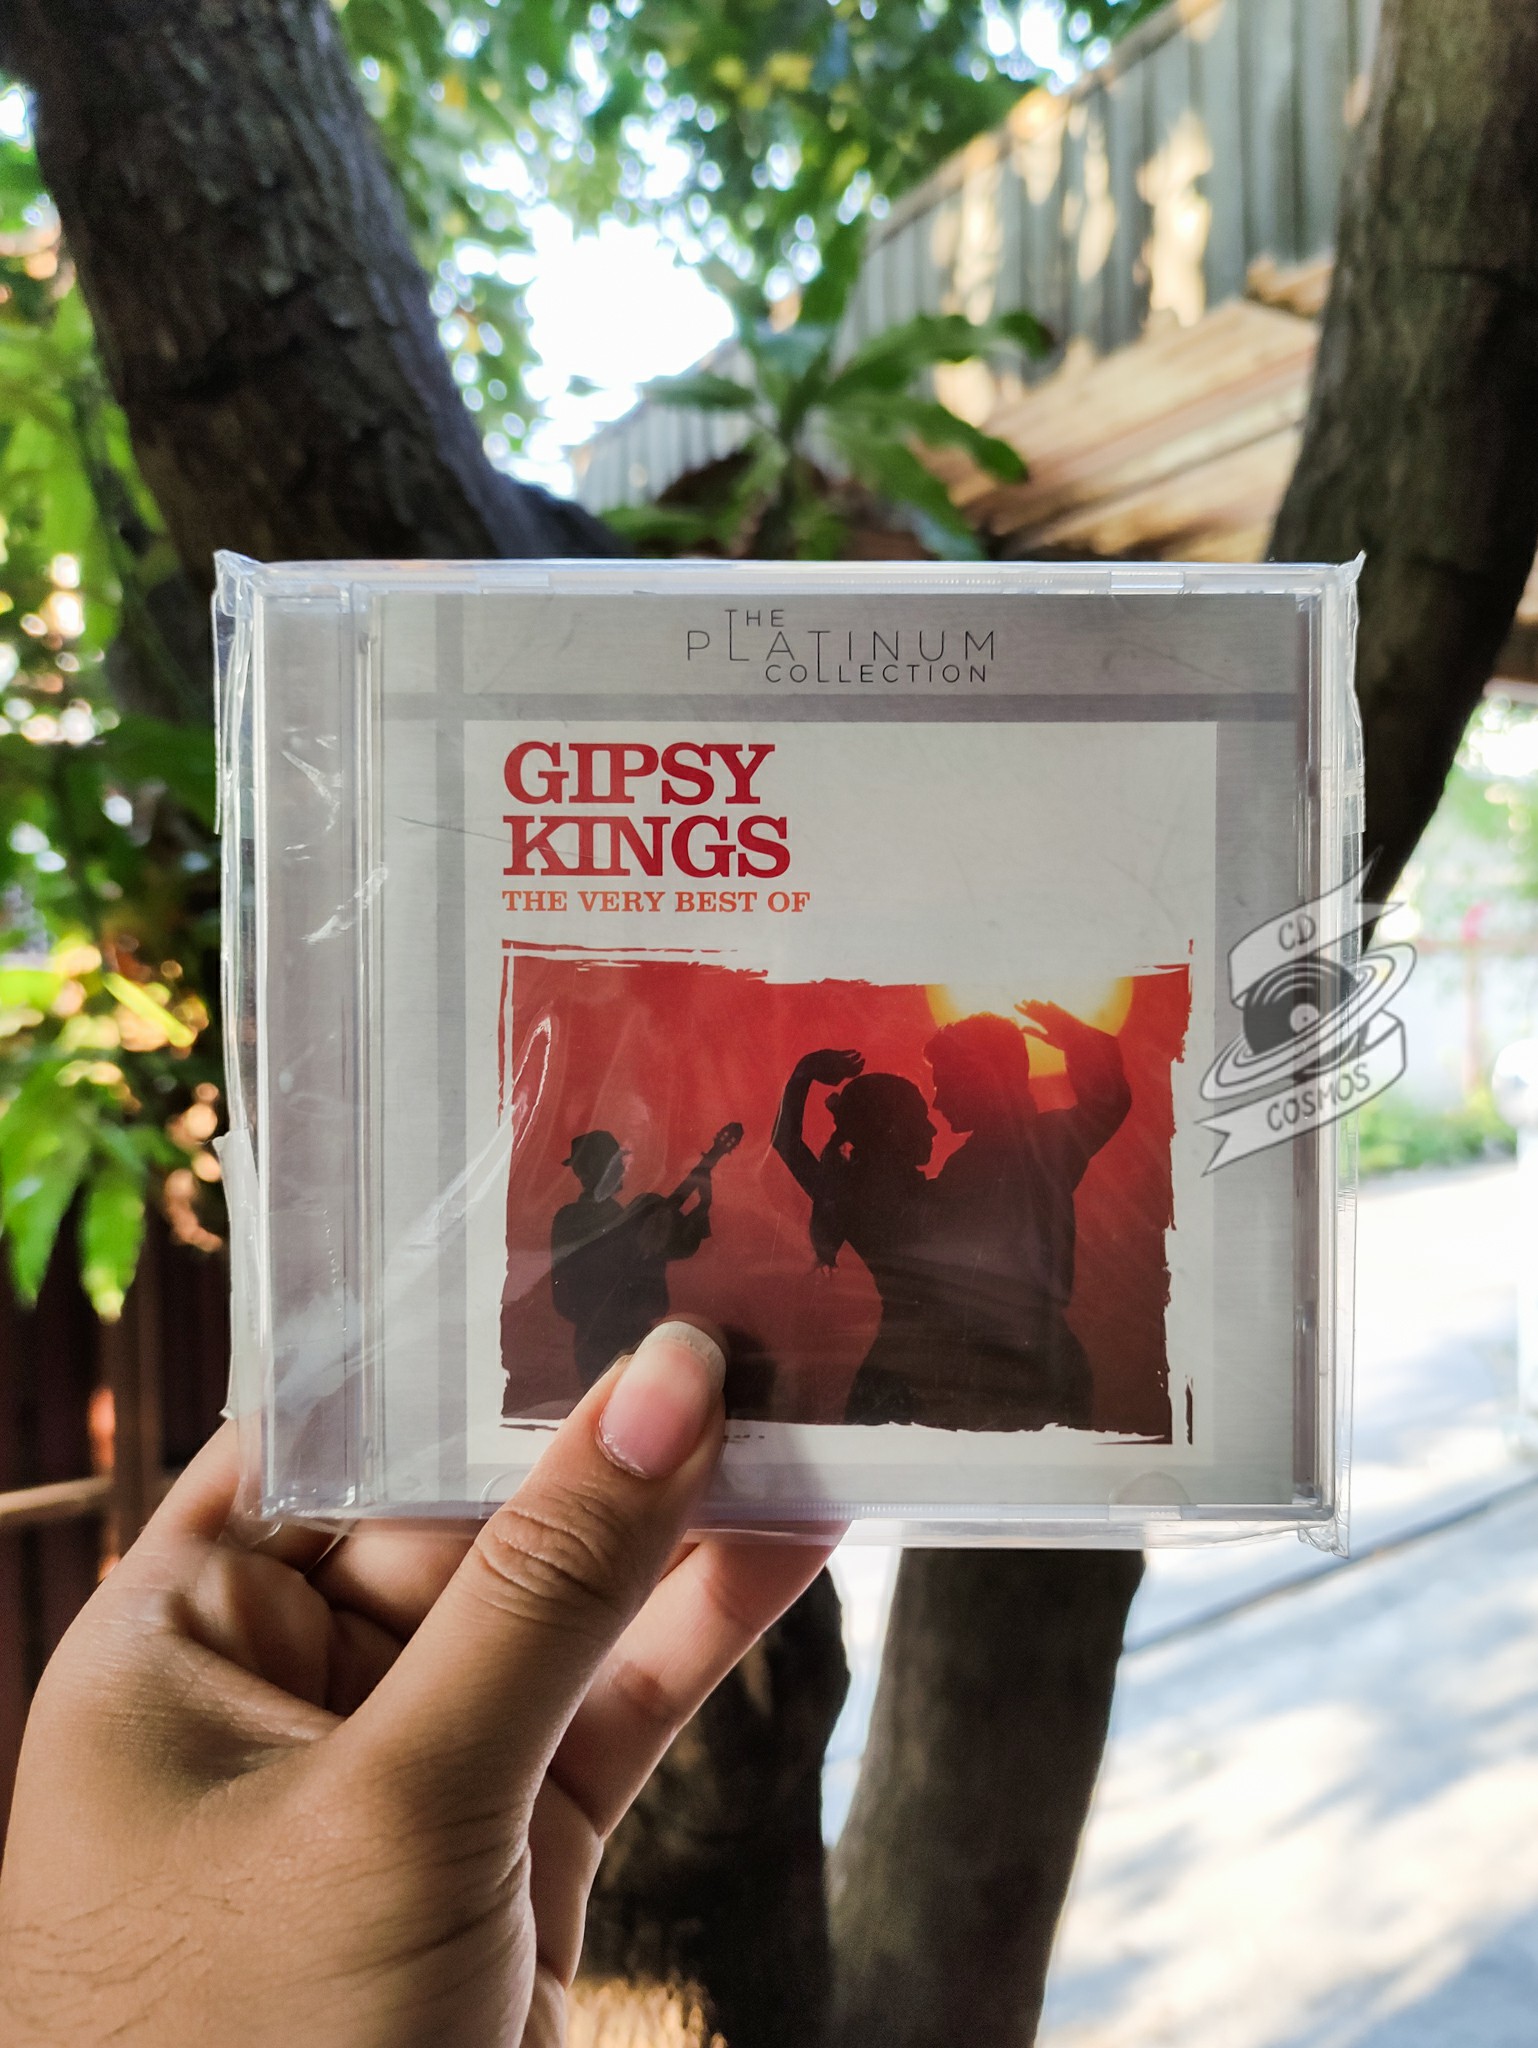 THE
PLATINUM
COLLECTION
GIPSY
KINGS
THE VERY BEST OF
CD
COSMOS